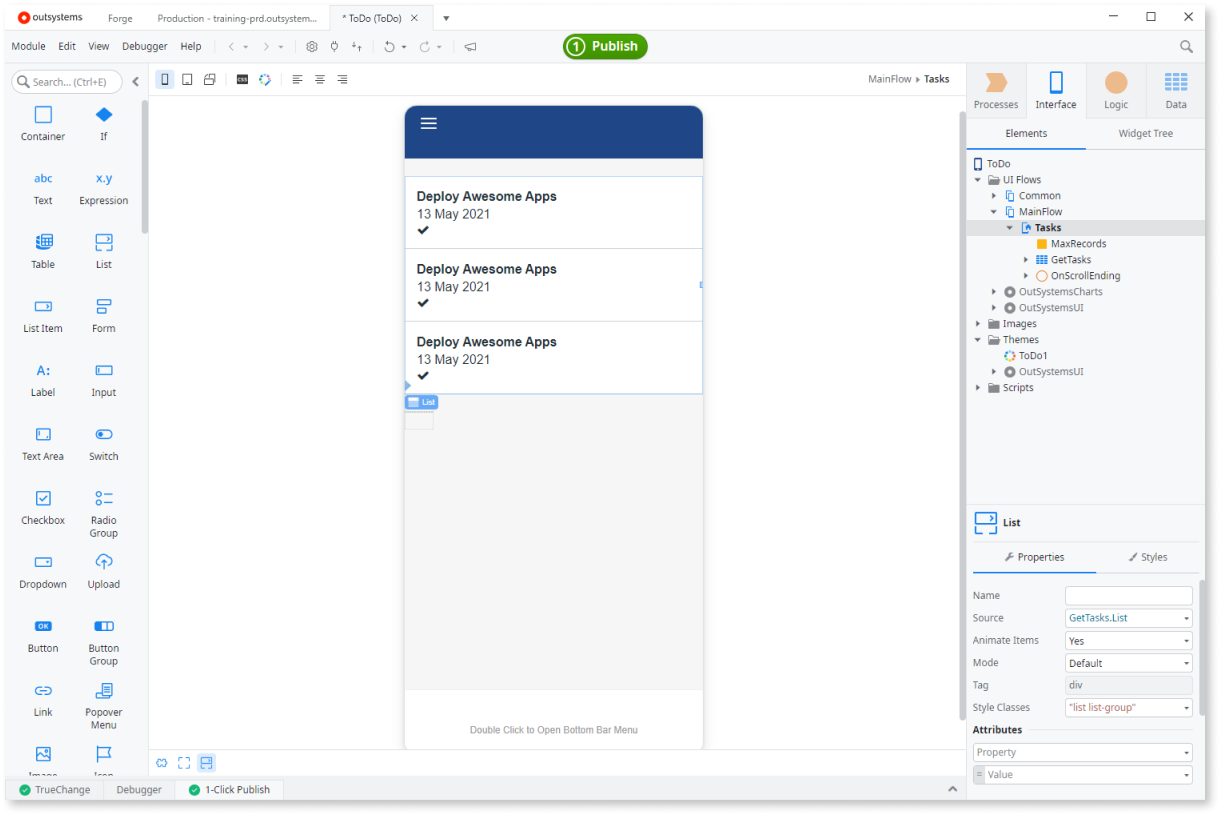 outsystems
Forge
Production - training-prd.outsystem...
* ToDo (ToDo)
Module Edit View Debugger Help
1 Publish
Search... (Ctrl+E)
CSS
MainFlow Tasks
Processes Interface Logic Data
Container If
abc x.y
Text Expression
Table List
List Item Form
A:
Label Input
Text Area Switch
Checkbox Radio
Group
Dropdown Upload
OK
Button Button
Group
Link Popover
Menu
Image Icon
Deploy Awesome Apps
13 May 2021
Deploy Awesome Apps
13 May 2021
Deploy Awesome Apps
13 May 2021
List
Double Click to Open Bottom Bar Menu
Elements Widget Tree
ToDo
UI Flows
Common
MainFlow
Tasks
MaxRecords
GetTasks
OnScrollEnding
OutSystemsCharts
OutSystemsUI
Images
Themes
ToDo1
OutSystemsUI
Scripts
List
Properties Styles
Name
Source GetTasks.List
Animate Items Yes
Mode Default
Tag div
Style Classes "list list-group"
Attributes
Property
= Value
TrueChange Debugger 1-Click Publish